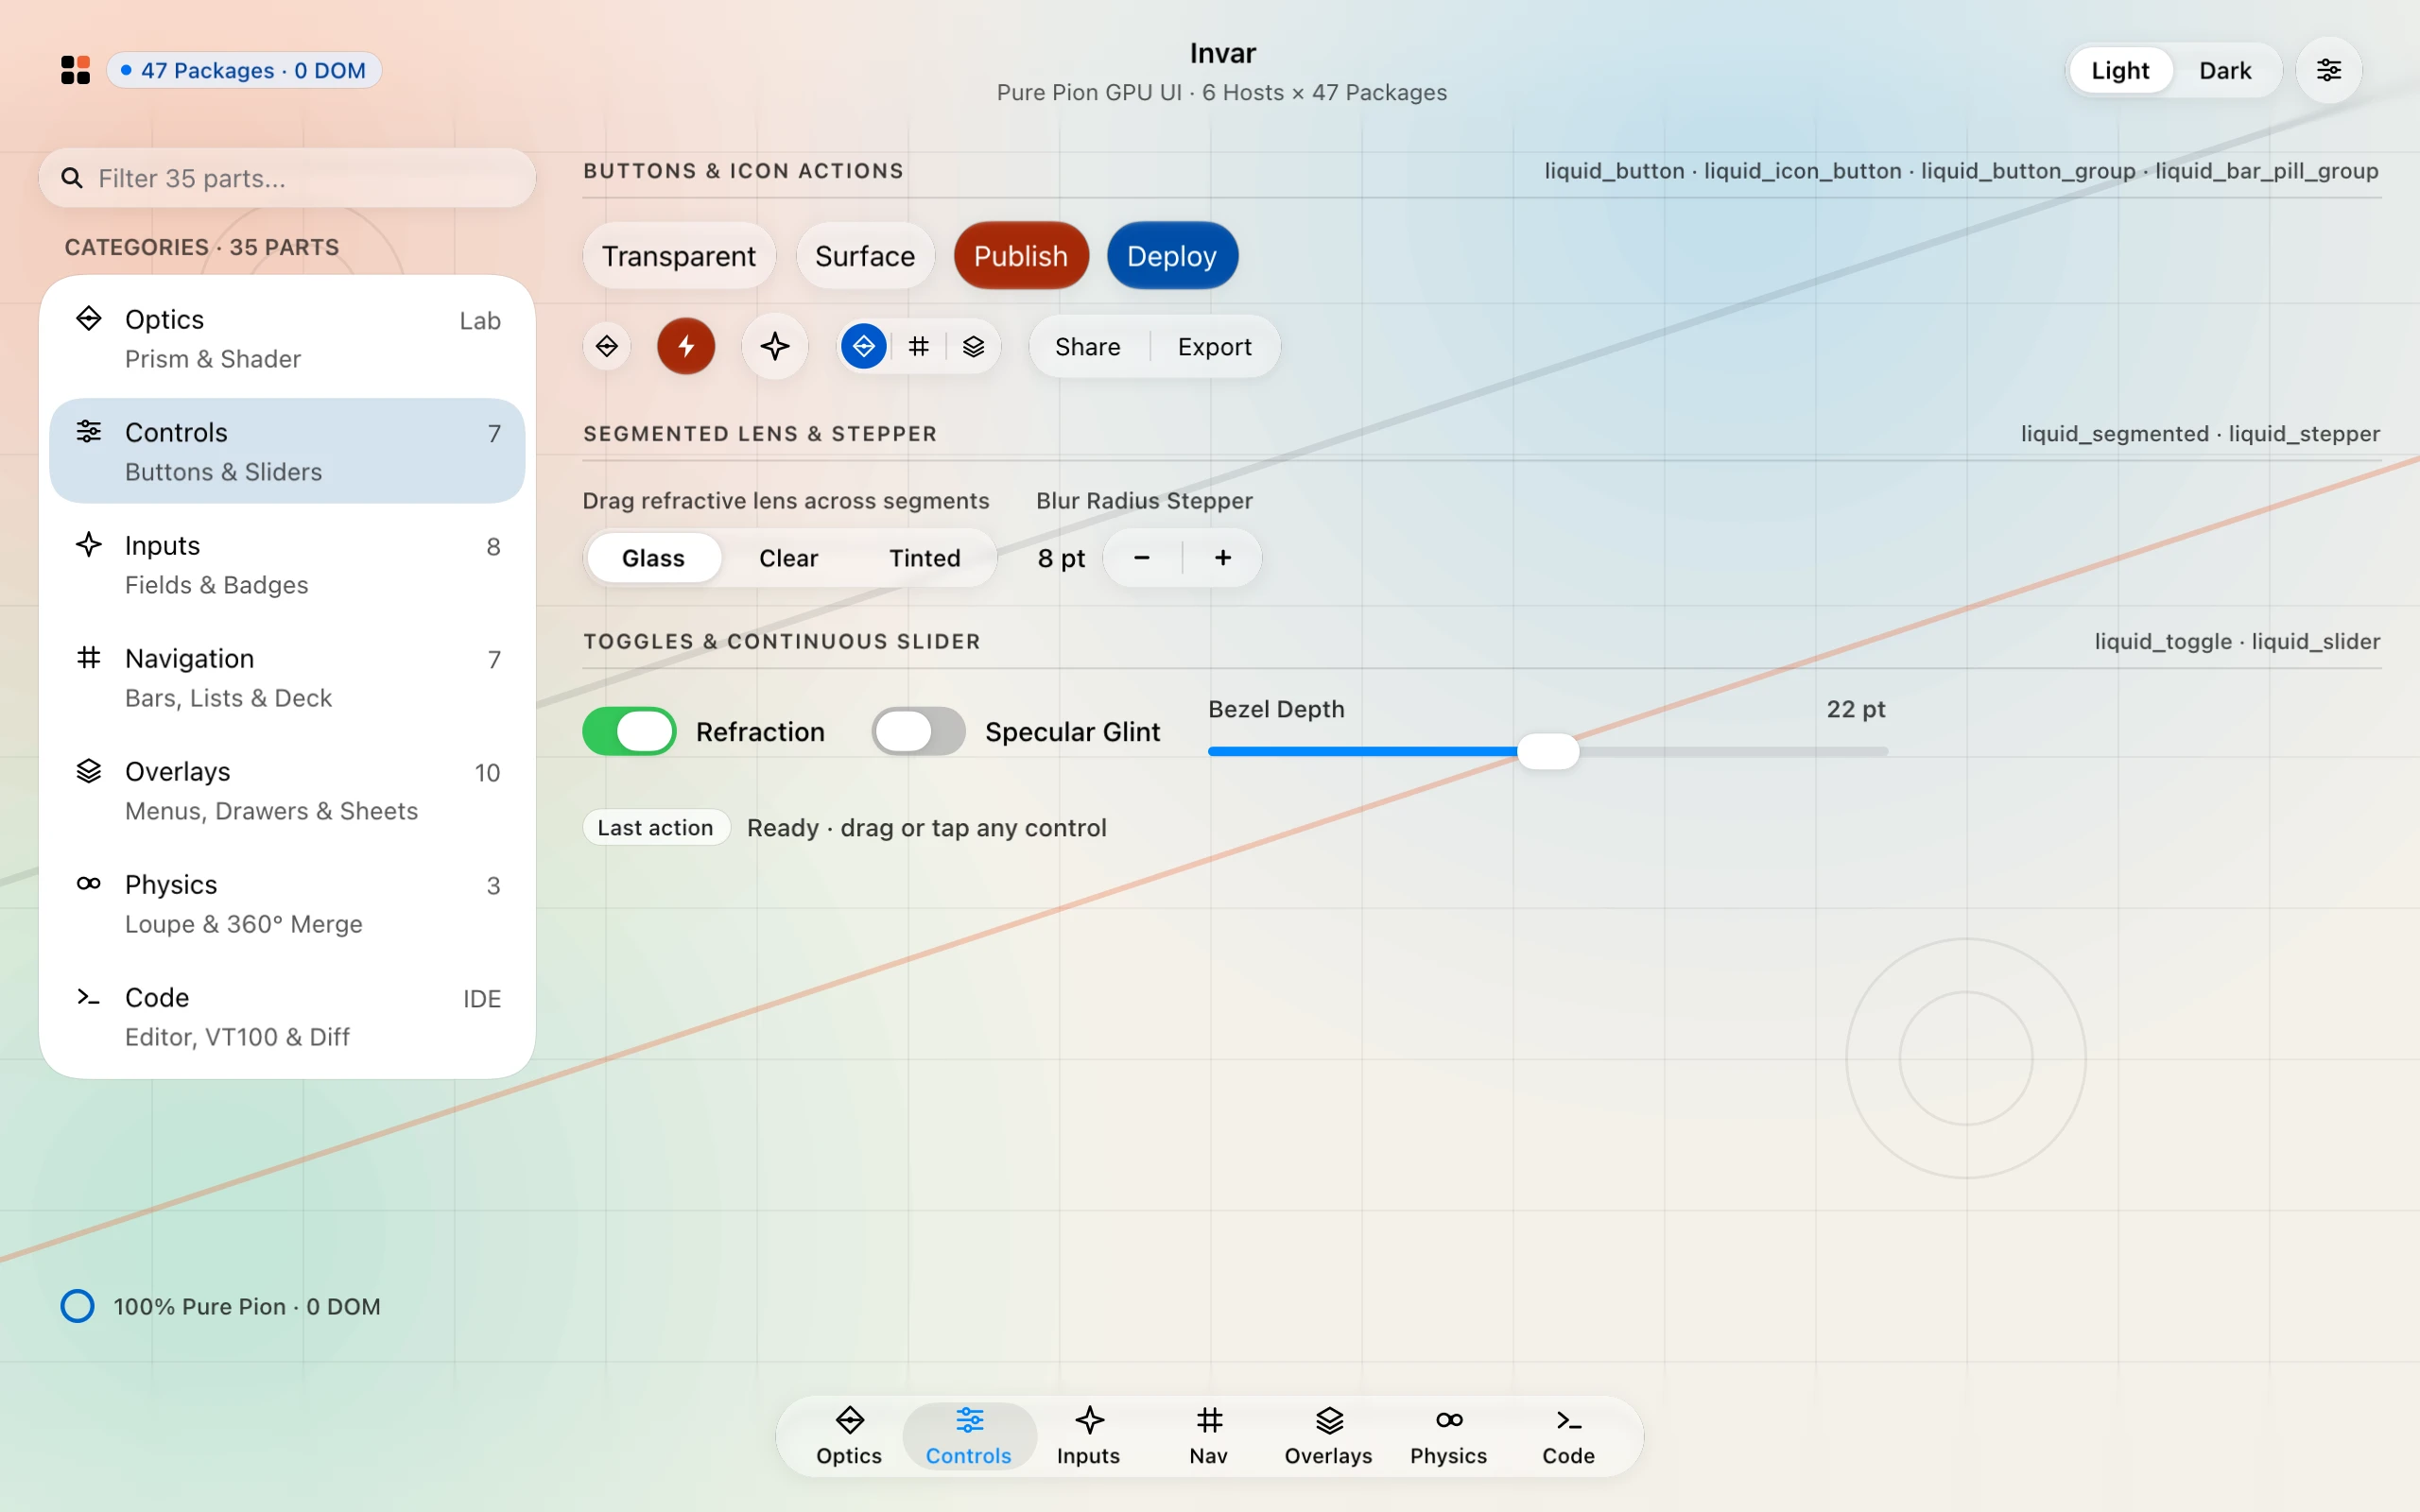 47 Packages · 0 DOM
Invar
Pure Pion GPU UI · 6 Hosts × 47 Packages
Light
Dark
Filter 35 parts...
CATEGORIES · 35 PARTS
Optics
Lab
Prism & Shader
Controls
7
Buttons & Sliders
Inputs
8
Fields & Badges
Navigation
7
Bars, Lists & Deck
Overlays
10
Menus, Drawers & Sheets
Physics
3
Loupe & 360° Merge
Code
IDE
Editor, VT100 & Diff
100% Pure Pion · 0 DOM
BUTTONS & ICON ACTIONS
liquid_button · liquid_icon_button · liquid_button_group · liquid_bar_pill_group
Transparent
Surface
Publish
Deploy
Share
Export
SEGMENTED LENS & STEPPER
liquid_segmented · liquid_stepper
Drag refractive lens across segments
Blur Radius Stepper
Glass
Clear
Tinted
8 pt
−
+
TOGGLES & CONTINUOUS SLIDER
liquid_toggle · liquid_slider
Refraction
Specular Glint
Bezel Depth
22 pt
Last action
Ready · drag or tap any control
Optics
Controls
Inputs
Nav
Overlays
Physics
Code